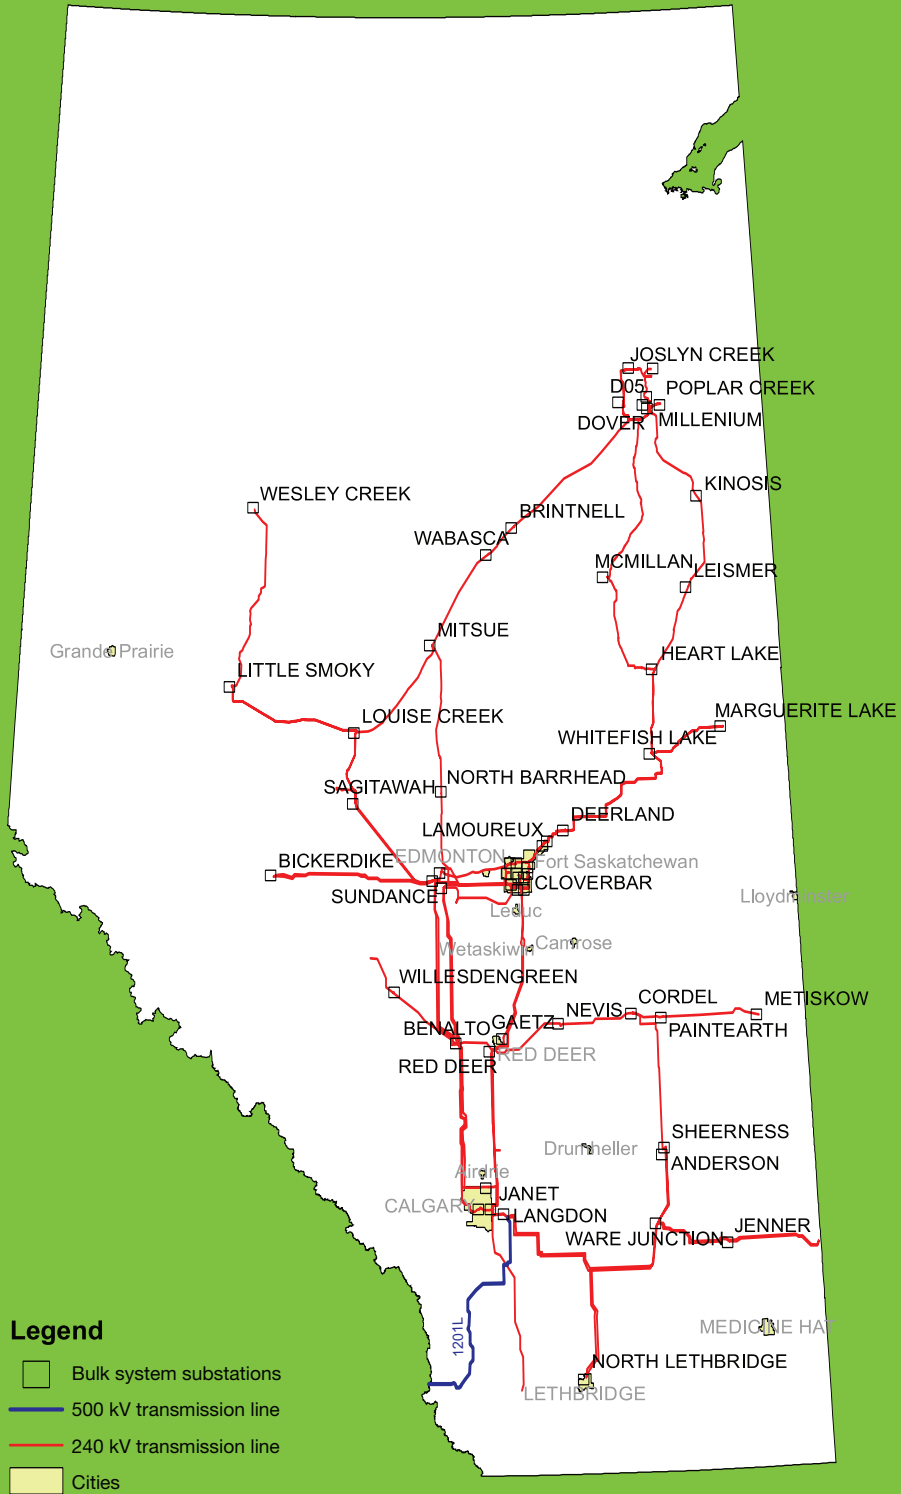 JOSLYN CREEK
D05
POPLAR CREEK
DOVER
MILLENIUM
KINOSIS
WESLEY CREEK
BRINTNELL
WABASCA
MCMILLAN
LEISMER
MITSUE
Grande Prairie
HEART LAKE
LITTLE SMOKY
MARGUERITE LAKE
LOUISE CREEK
WHITEFISH LAKE
SAGITAWAH
NORTH BARRHEAD
DEERLAND
LAMOUREUX
BICKERDIKE
EDMONTON
Fort Saskatchewan
CLOVERBAR
SUNDANCE
Lloydminster
Leduc
Wetaskiwin
Camrose
WILLESDENGREEN
NEVIS
CORDEL
METISKOW
BENALTO
GAETZ
PAINTEARTH
RED DEER
RED DEER
SHEERNESS
Drumheller
ANDERSON
Airdrie
JANET
CALGARY
LANGDON
WARE JUNCTION
JENNER
1201L
MEDICINE HAT
NORTH LETHBRIDGE
LETHBRIDGE
Legend
Bulk system substations
500 kV transmission line
240 kV transmission line
Cities